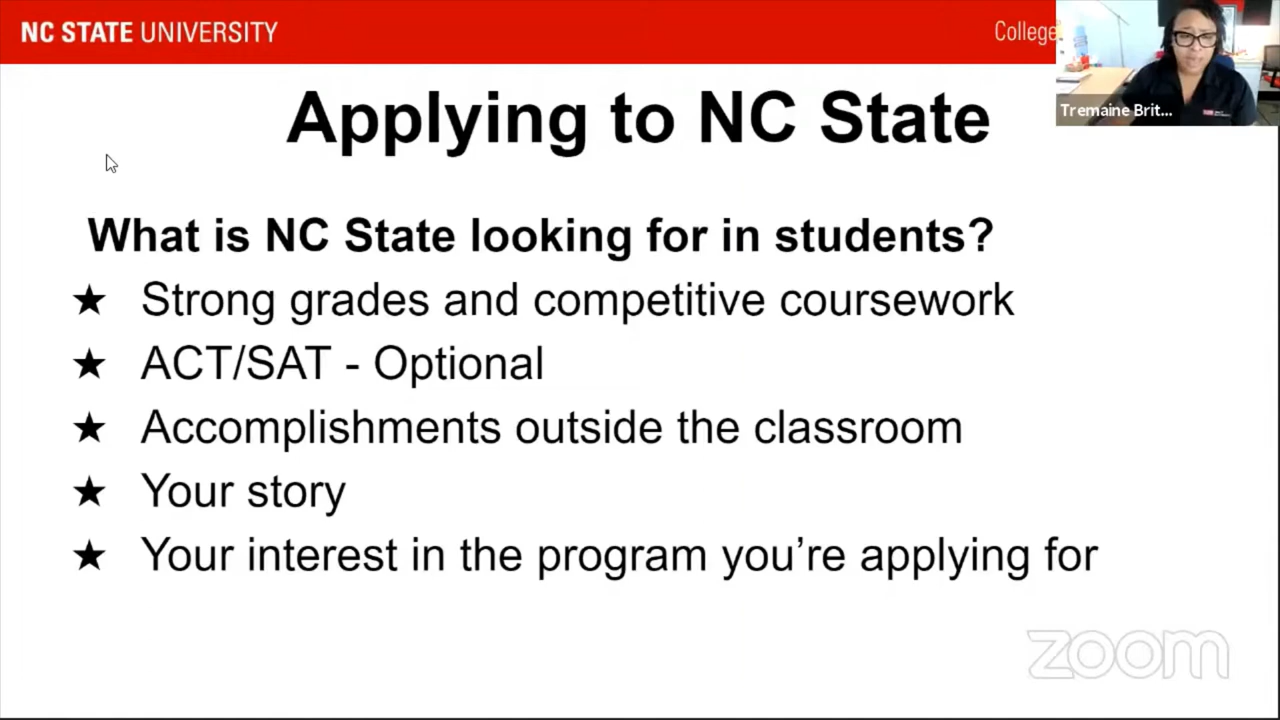 NC STATE UNIVERSITY
College
Tremaine Brit...
Applying to NC State
What is NC State looking for in students?
★ Strong grades and competitive coursework
★ ACT/SAT - Optional
★ Accomplishments outside the classroom
★ Your story
★ Your interest in the program you’re applying for
zoom